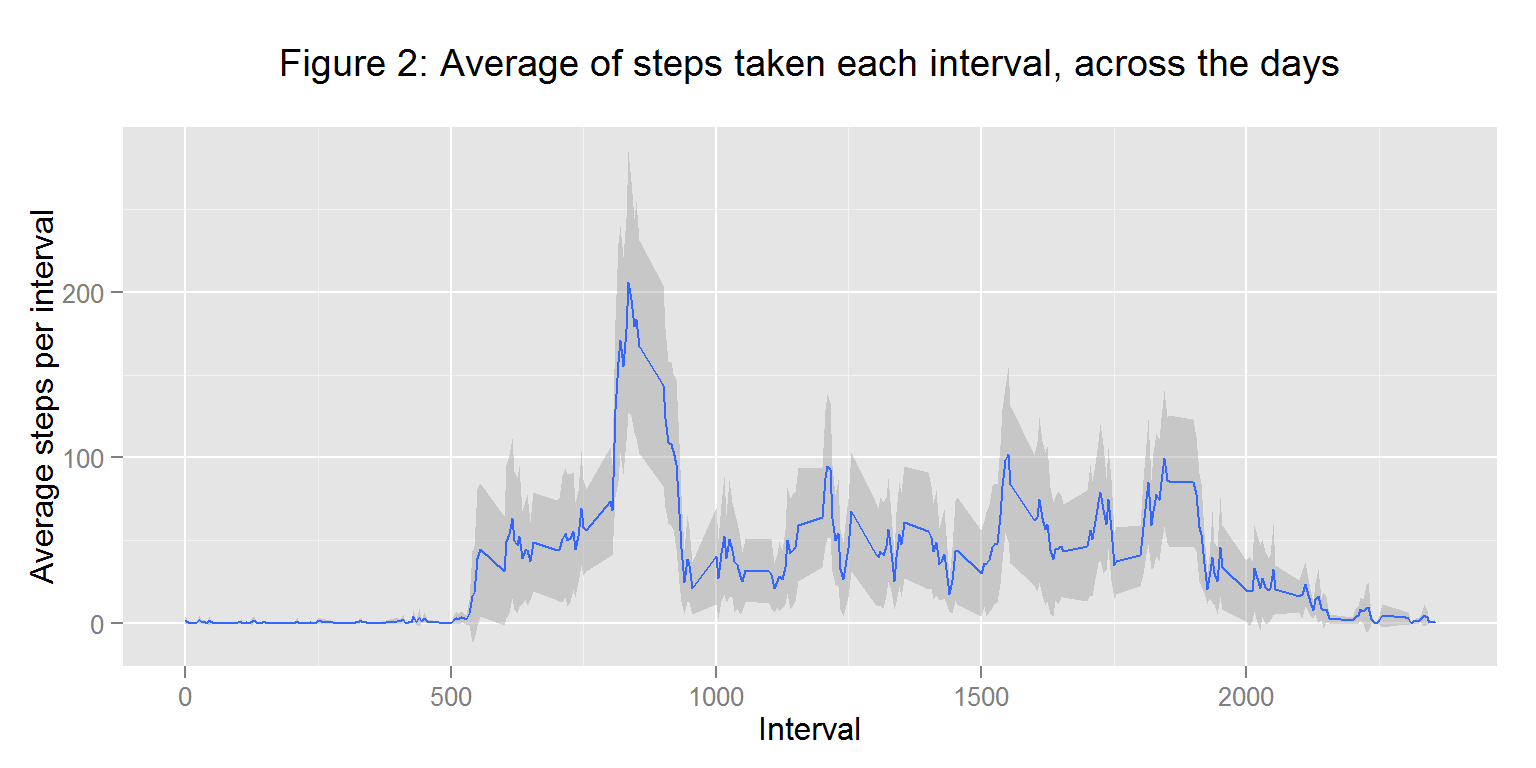 Figure 2: Average of steps taken each interval, across the days
Average steps per interval
200
100
0
0 500 1000 1500 2000
Interval